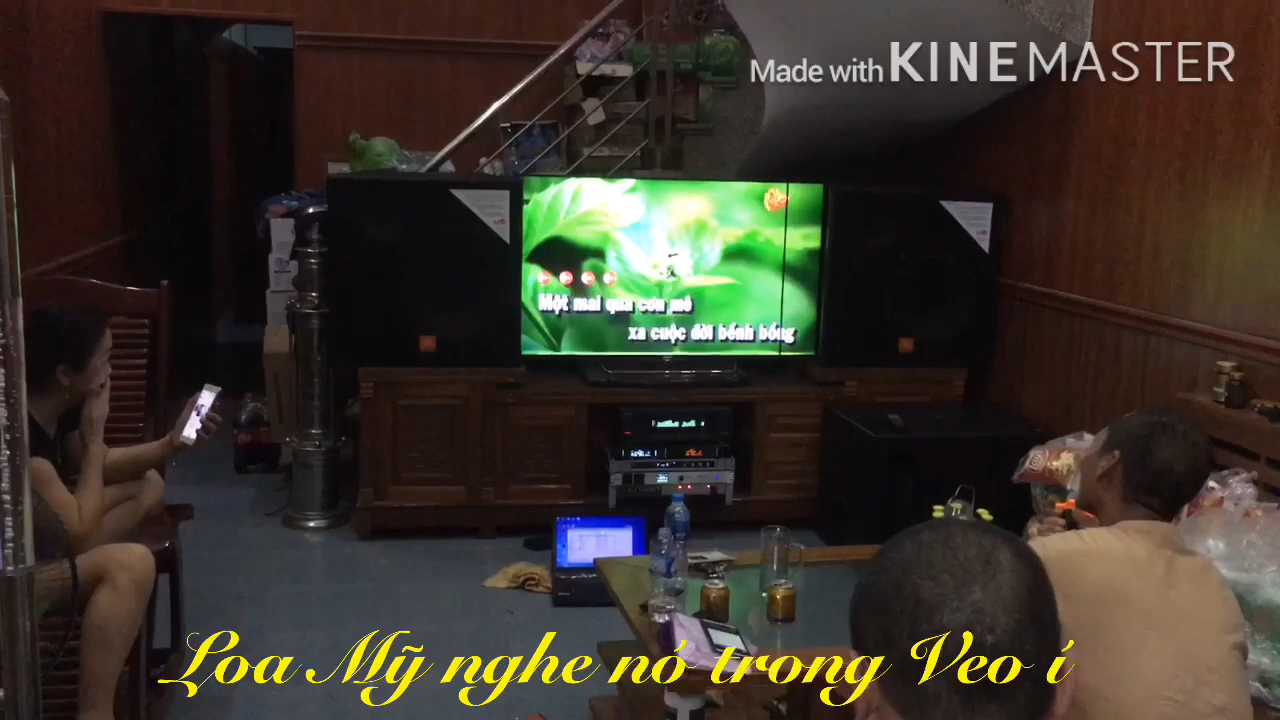 Made with KINEMASTER
Một mai qua cơn mê
xa cuộc đời bềnh bồng
Loa Mỹ nghe nó trong Veo í